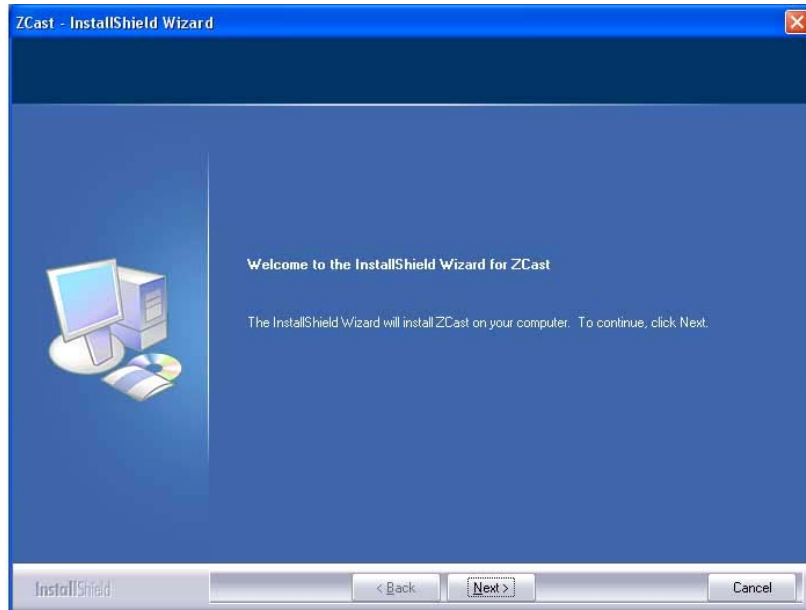 ZCast - InstallShield Wizard
Welcome to the InstallShield Wizard for ZCast
The InstallShield Wizard will install ZCast on your computer. To continue, click Next.
InstallShield
< Back
Next >
Cancel